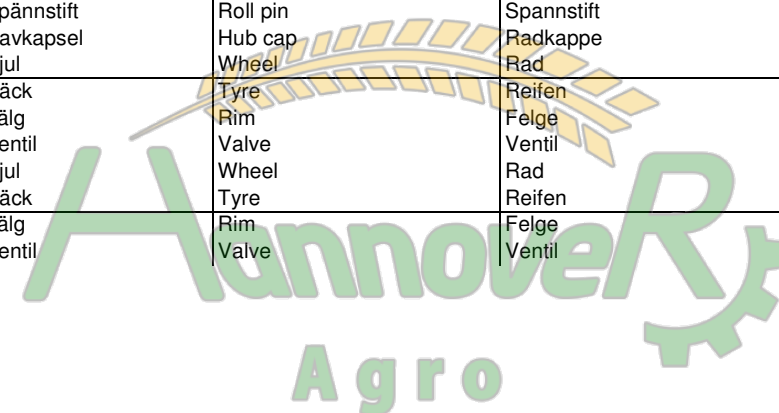 pännstift Roll pin Spannstift
avkapsel Hub cap Radkappe
jul Wheel Rad
äck Tyre Reifen
älg Rim Felge
entil Valve Ventil
jul Wheel Rad
äck Tyre Reifen
älg Rim Felge
entil Valve Ventil
HannoveR
Agro